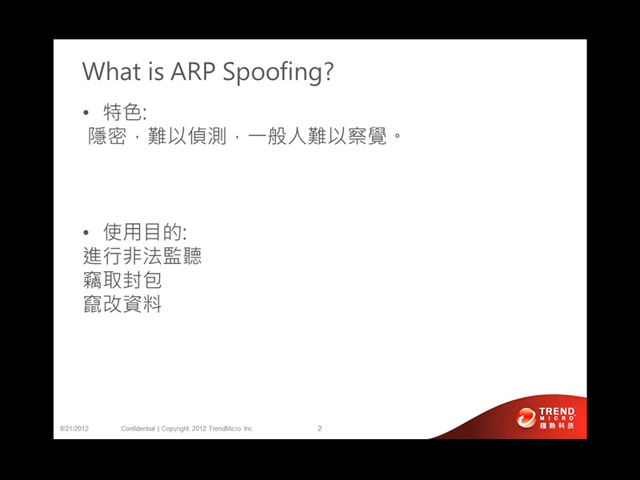 What is ARP Spoofing?
• 特色:
隱密，難以偵測，一般人難以察覺。
• 使用目的:
進行非法監聽
竊取封包
竄改資料
8/21/2012 Confidential | Copyright 2012 TrendMicro Inc. 2
TREND
MICRO
趨勢科技